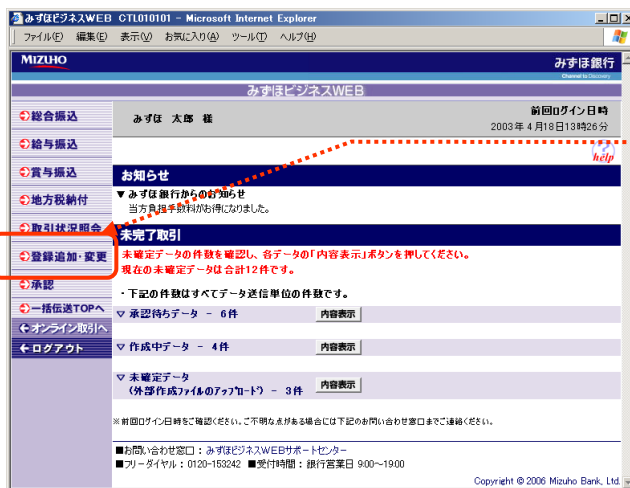 みずほビジネスWEB CTL010101 - Microsoft Internet Explorer
ファイル(F) 編集(E) 表示(V) お気に入り(A) ツール(T) ヘルプ(H)
MIZUHO
みずほ銀行
Channel to Discovery
みずほビジネスWEB
総合振込
給与振込
賞与振込
地方税納付
取引状況照会
登録追加・変更
承認
一括伝送TOPへ
オンライン取引へ
ログアウト
みずほ 太郎 様
前回ログイン日時
2003年 4月18日13時26分
help
お知らせ
▼ みずほ銀行からのお知らせ
当方負担手数料がお得になりました。
未完了取引
未確定データの件数を確認し、各データの「内容表示」ボタンを押してください。
現在の未確定データは合計12件です。
・下記の件数はすべてデータ送信単位の件数です。
▽ 承認待ちデータ - 6件 内容表示
▽ 作成中データ - 4件 内容表示
▽ 未確定データ
(外部作成ファイルのアップロード) - 3件 内容表示
※前回ログイン日時をご確認ください。ご不明な点がある場合には下記のお問い合わせ窓口までご連絡ください。
■お問い合わせ窓口：みずほビジネスWEBサポートセンター
■フリーダイヤル：0120-153242 ■受付時間：銀行営業日 9:00~19:00
Copyright © 2006 Mizuho Bank, Ltd.